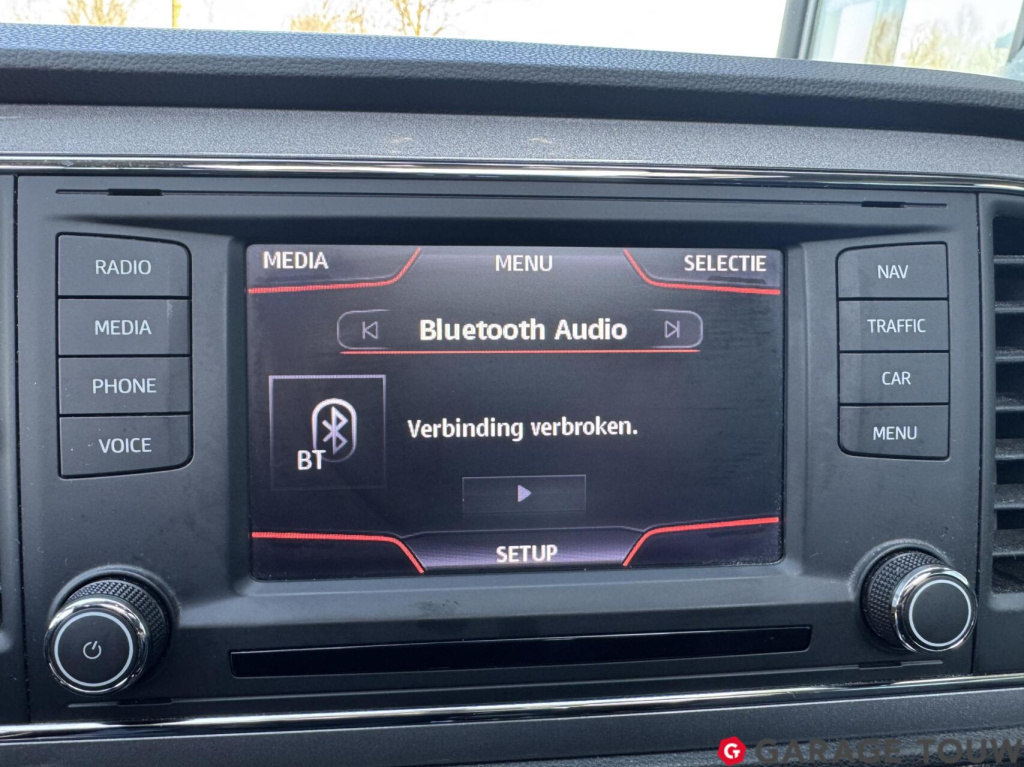 RADIO
MEDIA
PHONE
VOICE
MEDIA
MENU
SELECTIE
Bluetooth Audio
BT
Verbinding verbroken.
SETUP
NAV
TRAFFIC
CAR
MENU
G GARAGE TOUW